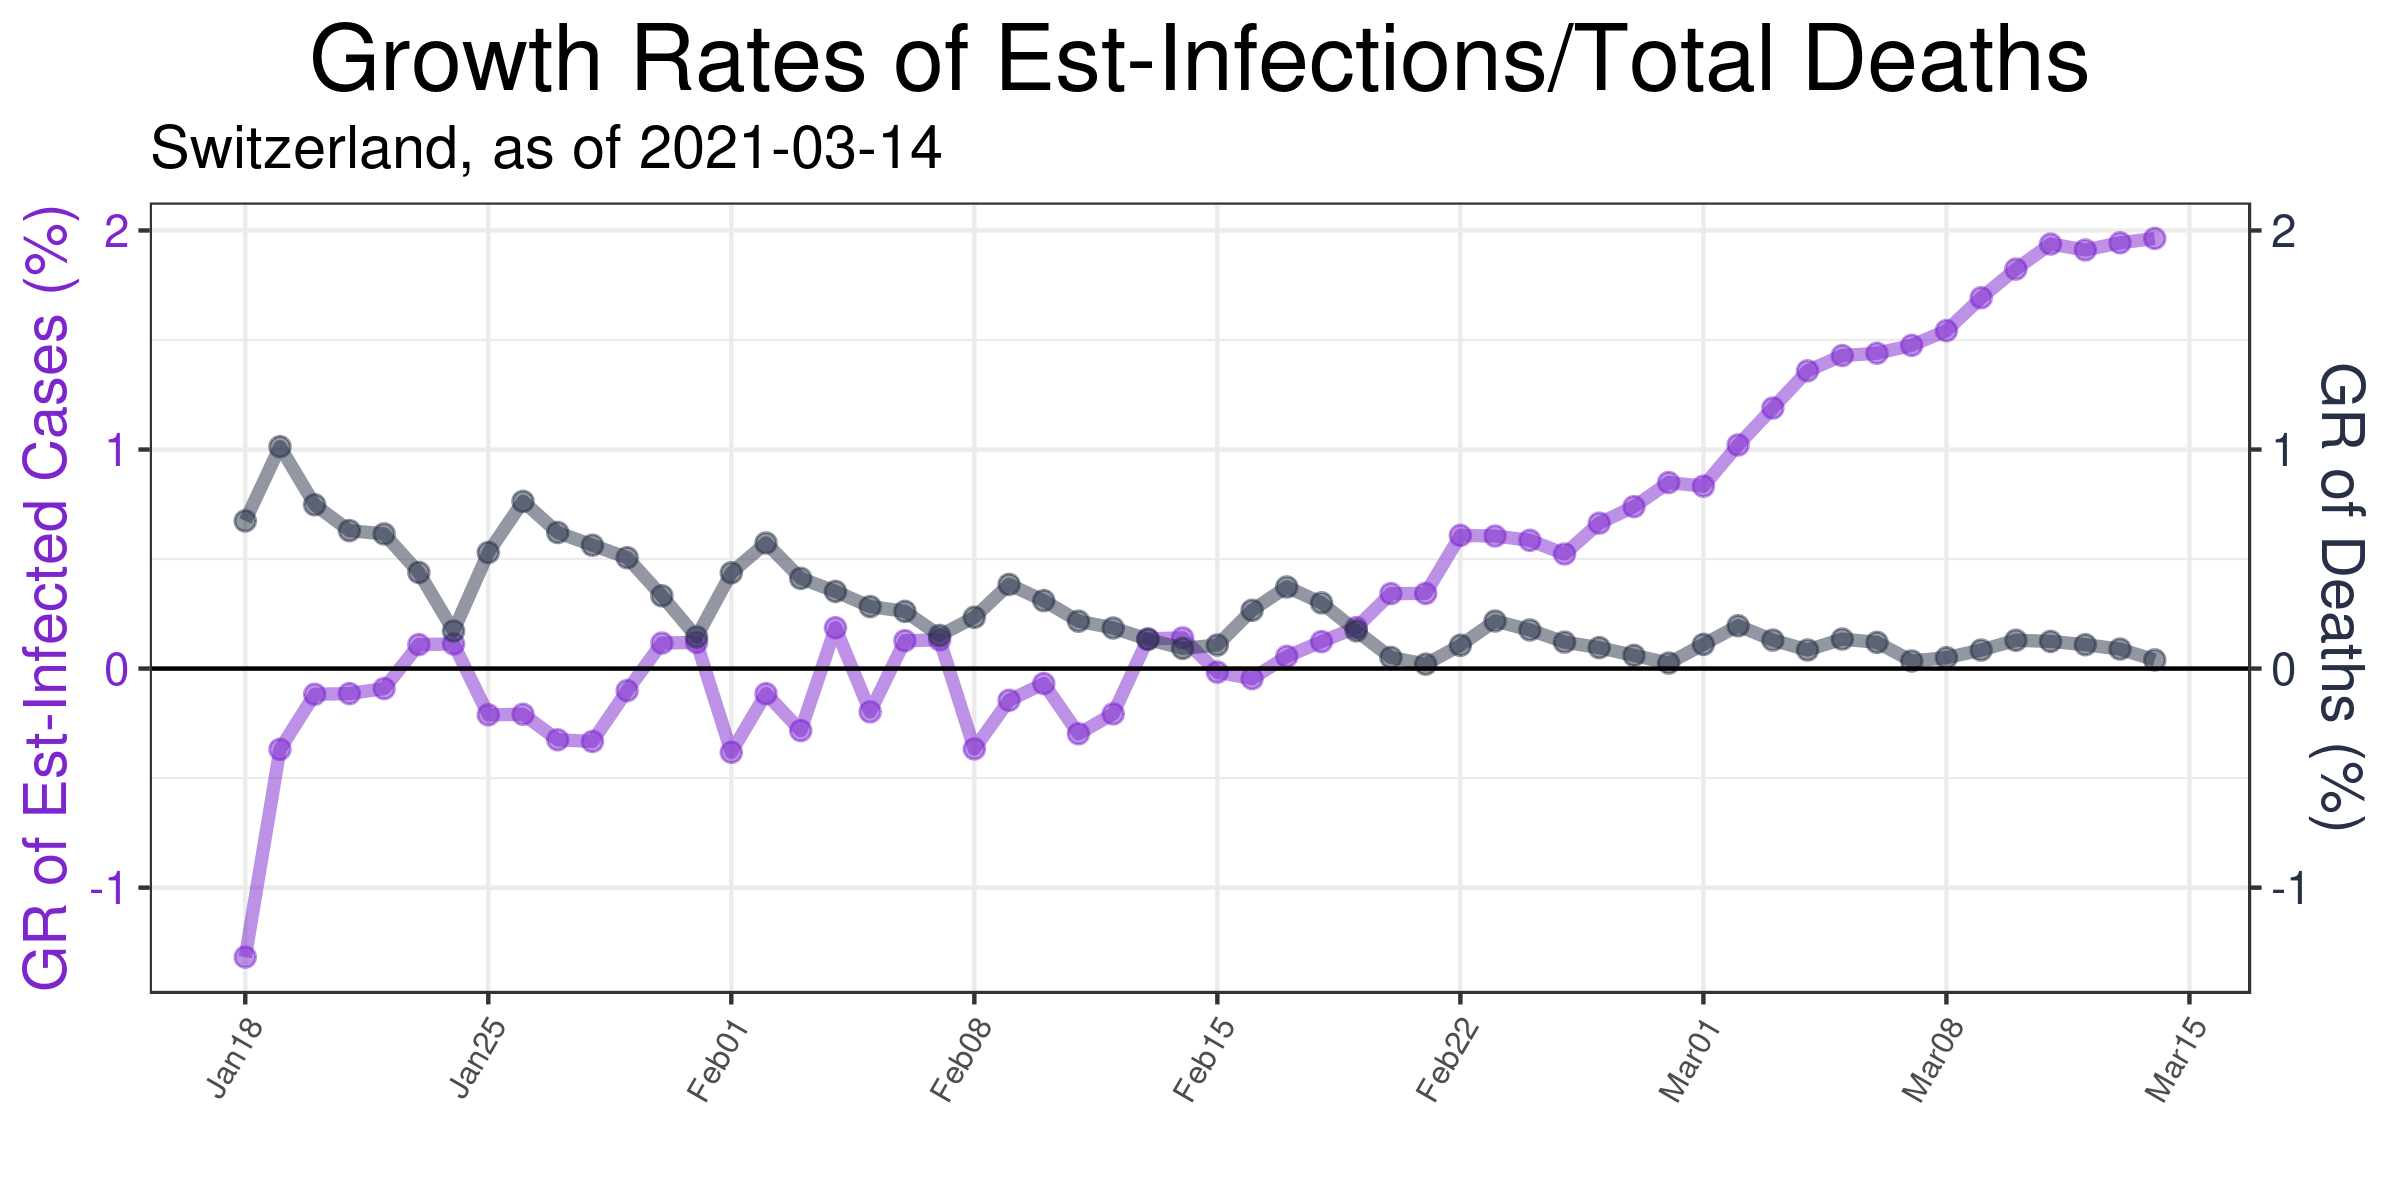 Growth Rates of Est-Infections/Total Deaths
Switzerland, as of 2021-03-14
GR of Est-Infected Cases (%)
2
1
0
-1
2
1
0
-1
GR of Deaths (%)
Jan18
Jan25
Feb01
Feb08
Feb15
Feb22
Mar01
Mar08
Mar15